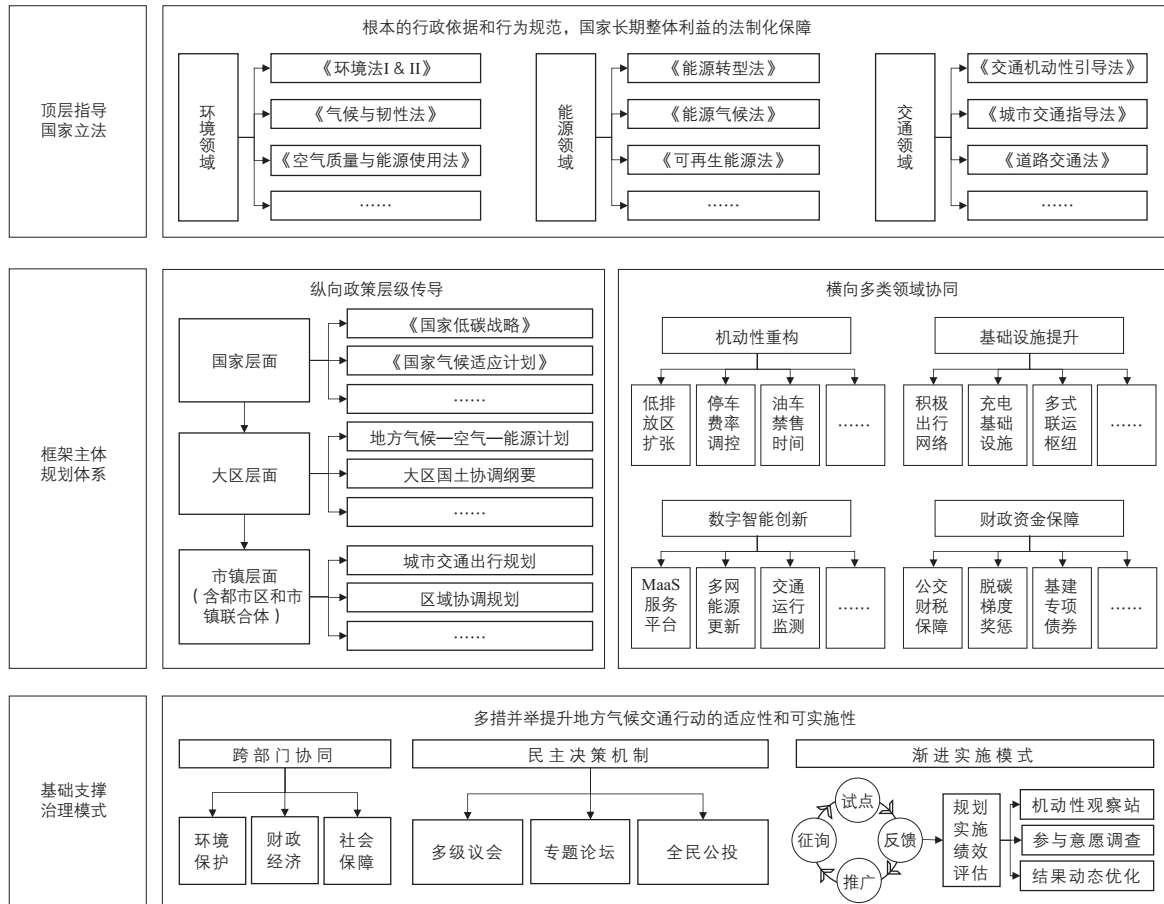 顶层指导
国家立法
根本的行政依据和行为规范，国家长期整体利益的法制化保障
环境领域
《环境法I & II》
《气候与韧性法》
《空气质量与能源使用法》
……
能源领域
《能源转型法》
《能源气候法》
《可再生能源法》
……
交通领域
《交通机动性引导法》
《城市交通指导法》
《道路交通法》
……
框架主体
规划体系
纵向政策层级传导
国家层面
《国家低碳战略》
《国家气候适应计划》
……
大区层面
地方气候—空气—能源计划
大区国土协调纲要
……
市镇层面
（含都市区和市
镇联合体）
城市交通出行规划
区域协调规划
……
横向多类领域协同
机动性重构
低排
放区
扩张
停车
费率
调控
油车
禁售
时间
……
基础设施提升
积极
出行
网络
充电
基础
设施
多式
联运
枢纽
……
数字智能创新
MaaS
服务
平台
多网
能源
更新
交通
运行
监测
……
财政资金保障
公交
财税
保障
脱碳
梯度
奖惩
基建
专项
债券
……
基础支撑
治理模式
多措并举提升地方气候交通行动的适应性和可实施性
跨部门协同
环境
保护
财政
经济
社会
保障
民主决策机制
多级议会
专题论坛
全民公投
渐进实施模式
试点
征询
反馈
推广
规划
实施
绩效
评估
机动性观察站
参与意愿调查
结果动态优化